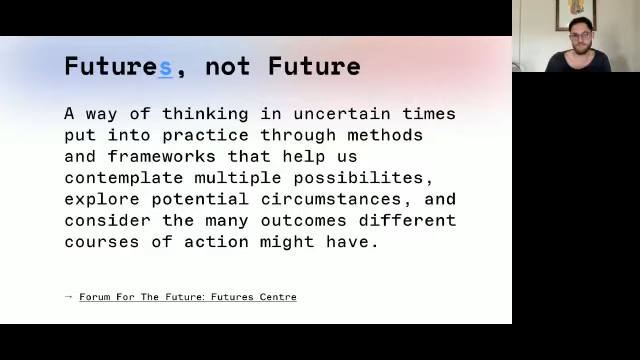 Futures, not Future
A way of thinking in uncertain times
put into practice through methods
and frameworks that help us
contemplate multiple possibilites,
explore potential circumstances, and
consider the many outcomes different
courses of action might have.
→ Forum For The Future: Futures Centre